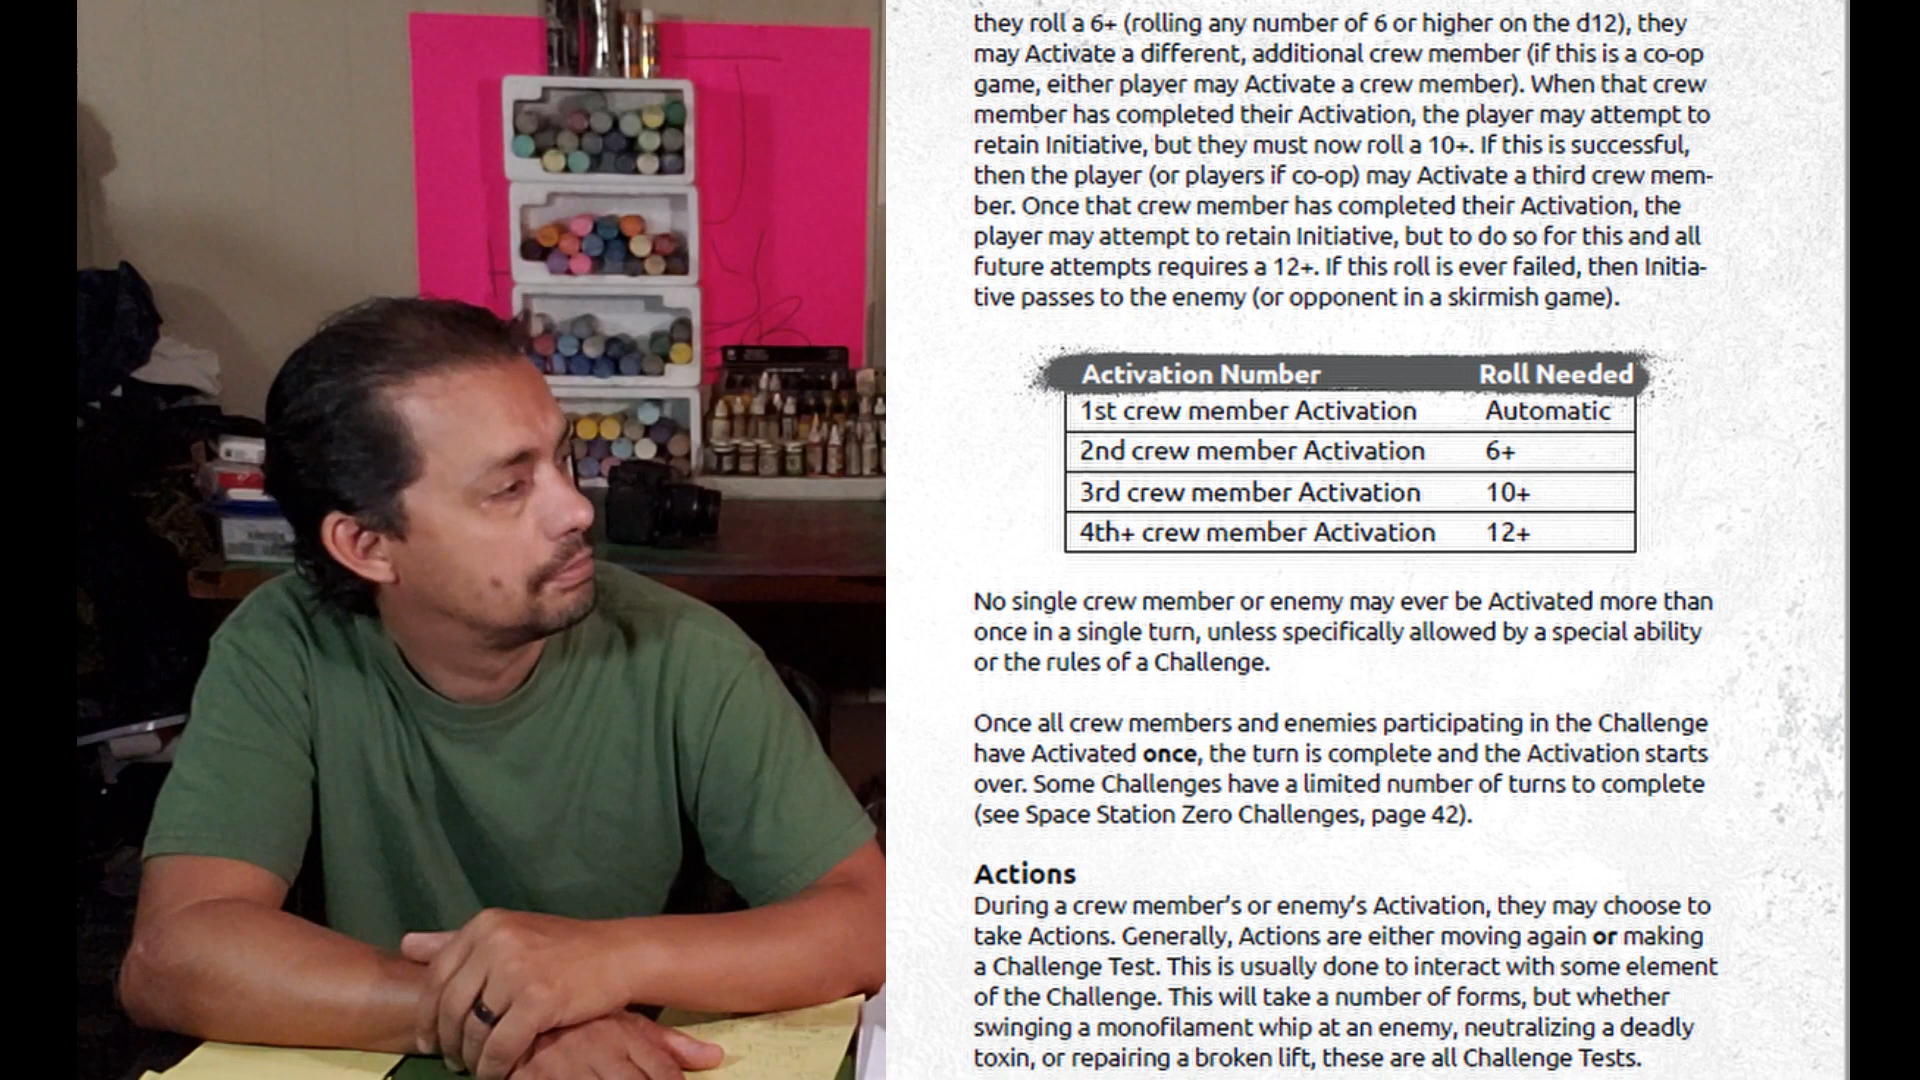 they roll a 6+ (rolling any number of 6 or higher on the d12), they
may Activate a different, additional crew member (if this is a co-op
game, either player may Activate a crew member). When that crew
member has completed their Activation, the player may attempt to
retain Initiative, but they must now roll a 10+. If this is successful,
then the player (or players if co-op) may Activate a third crew mem-
ber. Once that crew member has completed their Activation, the
player may attempt to retain Initiative, but to do so for this and all
future attempts requires a 12+. If this roll is ever failed, then Initia-
tive passes to the enemy (or opponent in a skirmish game).
Activation Number Roll Needed
1st crew member Activation Automatic
2nd crew member Activation 6+
3rd crew member Activation 10+
4th+ crew member Activation 12+
No single crew member or enemy may ever be Activated more than
once in a single turn, unless specifically allowed by a special ability
or the rules of a Challenge.
Once all crew members and enemies participating in the Challenge
have Activated once, the turn is complete and the Activation starts
over. Some Challenges have a limited number of turns to complete
(see Space Station Zero Challenges, page 42).
Actions
During a crew member's or enemy's Activation, they may choose to
take Actions. Generally, Actions are either moving again or making
a Challenge Test. This is usually done to interact with some element
of the Challenge. This will take a number of forms, but whether
swinging a monofilament whip at an enemy, neutralizing a deadly
toxin, or repairing a broken lift, these are all Challenge Tests.